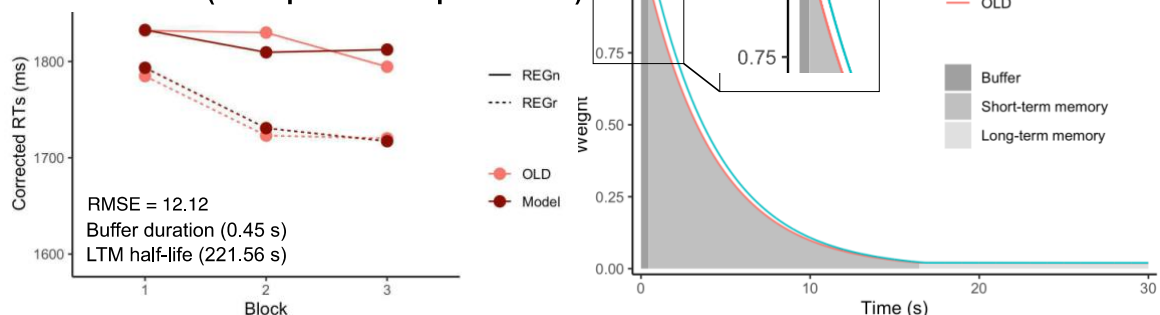 1800
1700
1600
Corrected RTs (ms)
RMSE = 12.12
Buffer duration (0.45 s)
LTM half-life (221.56 s)
1 2 3
Block
REGn
REGr
OLD
Model
0.75
0.50
0.25
0.00
0 10 20 30
Time (s)
0.75
OLD
Buffer
Short-term memory
Long-term memory